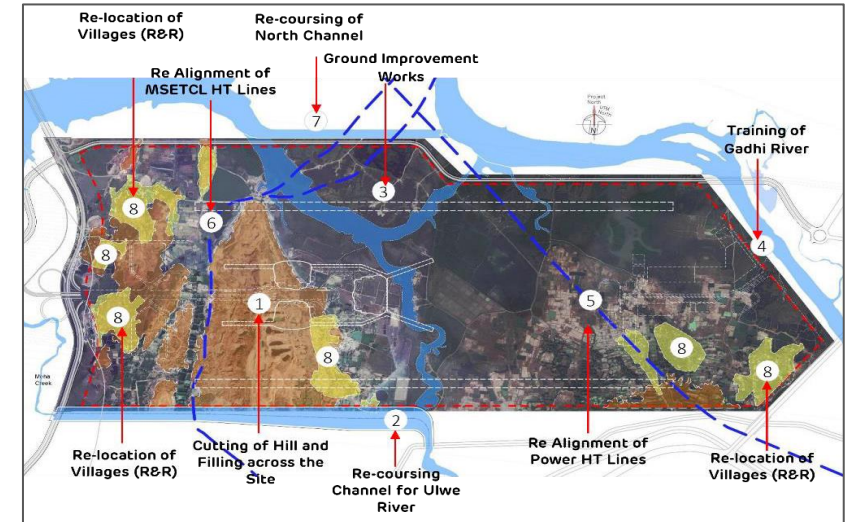 Re-location of
Villages (R&R)
Re-coursing of
North Channel
Ground Improvement
Works
Re Alignment of
MSETCL HT Lines
7
N
Training of
Gadhi River
3
8
6
4
8
1
5
8
8
8
8
Moha
Creek
2
Re-location of
Villages (R&R)
Cutting of Hill and
Filling across the
Site
Re-coursing
Channel for Ulwe
River
Re Alignment of
Power HT Lines
Re-location of
Villages (R&R)